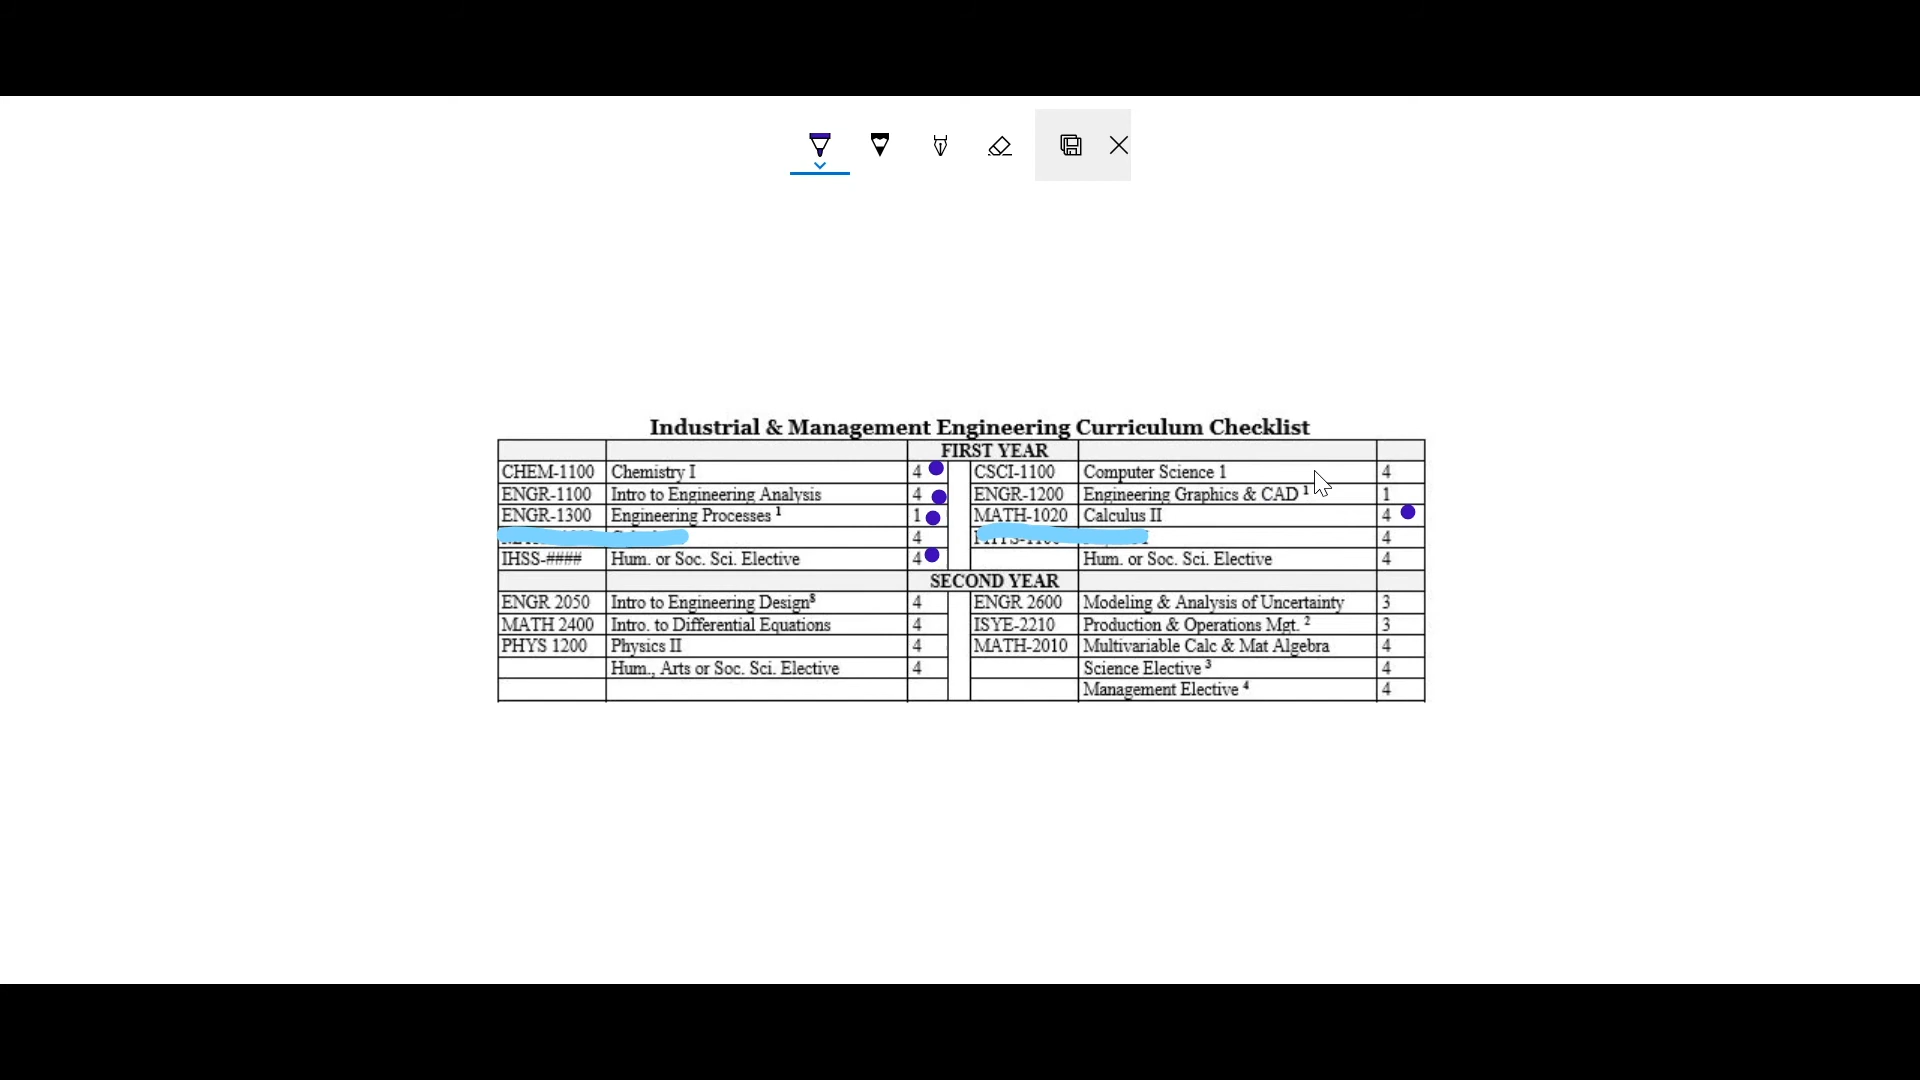 Industrial & Management Engineering Curriculum Checklist
FIRST YEAR
CHEM-1100 Chemistry I 4 CSCI-1100 Computer Science 1 4
ENGR-1100 Intro to Engineering Analysis 4 ENGR-1200 Engineering Graphics & CAD ¹ 1
ENGR-1300 Engineering Processes ¹ 1 MATH-1020 Calculus II 4
4 4
IHSS-#### Hum. or Soc. Sci. Elective 4 Hum. or Soc. Sci. Elective 4
SECOND YEAR
ENGR 2050 Intro to Engineering Design⁸ 4 ENGR 2600 Modeling & Analysis of Uncertainty 3
MATH 2400 Intro. to Differential Equations 4 ISYE-2210 Production & Operations Mgt. ² 3
PHYS 1200 Physics II 4 MATH-2010 Multivariable Calc & Mat Algebra 4
Hum., Arts or Soc. Sci. Elective 4 Science Elective ³ 4
Management Elective ⁴ 4